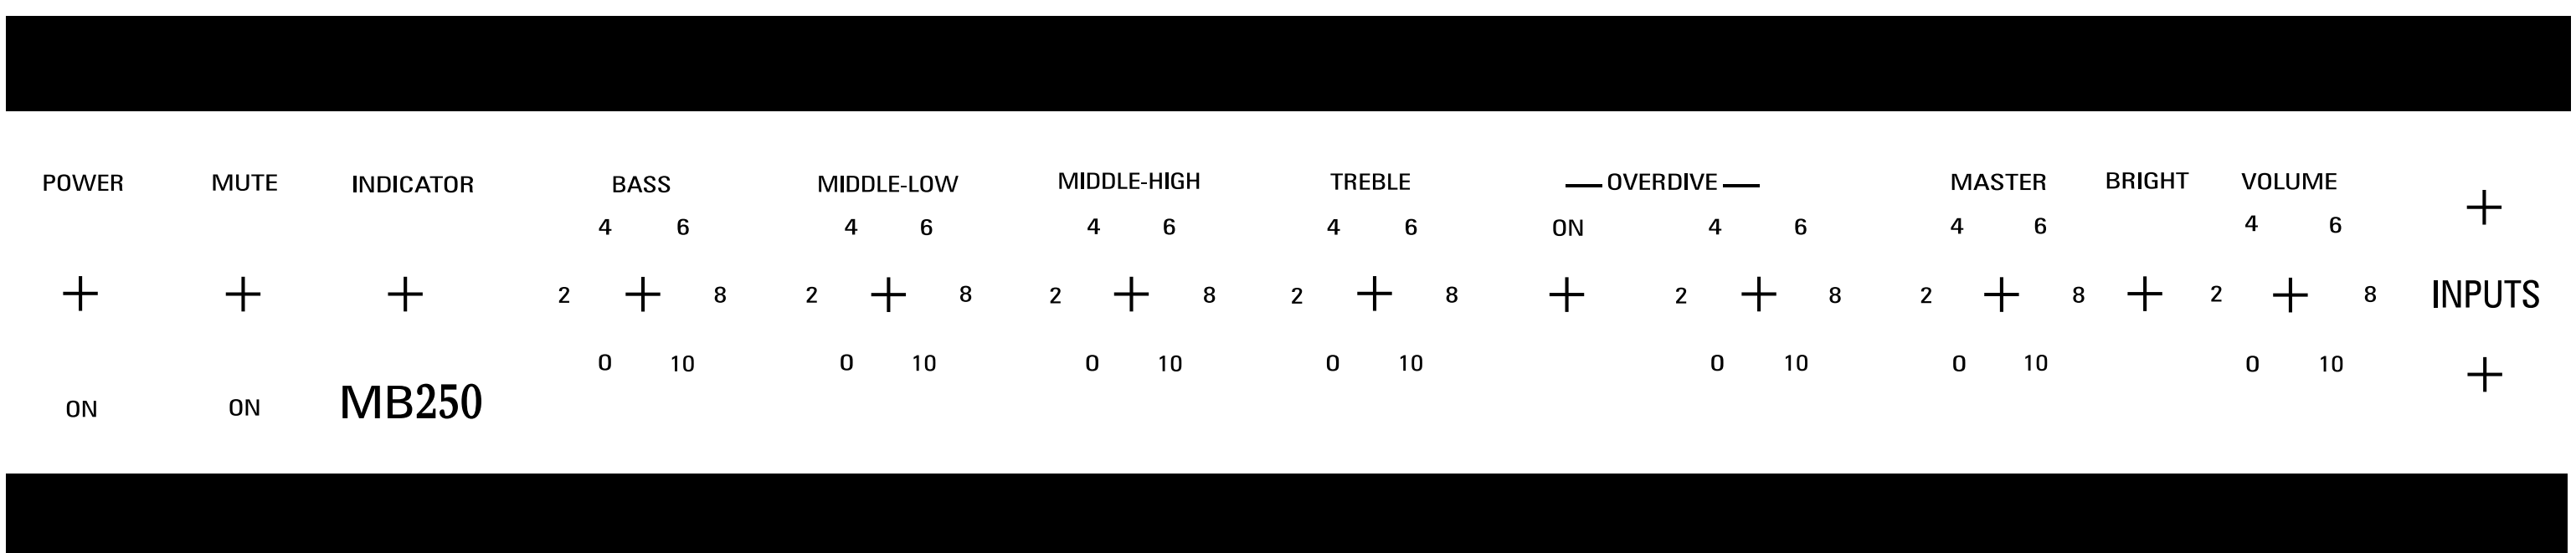 POWER MUTE INDICATOR BASS MIDDLE-LOW MIDDLE-HIGH TREBLE OVERDIVE MASTER BRIGHT VOLUME
4 6 4 6 4 6 4 6 ON 4 6 4 6 4 6
2 8 2 8 2 8 2 8 2 8 2 8 2 8 INPUTS
0 10 0 10 0 10 0 10 0 10 0 10 0 10
ON ON MB250